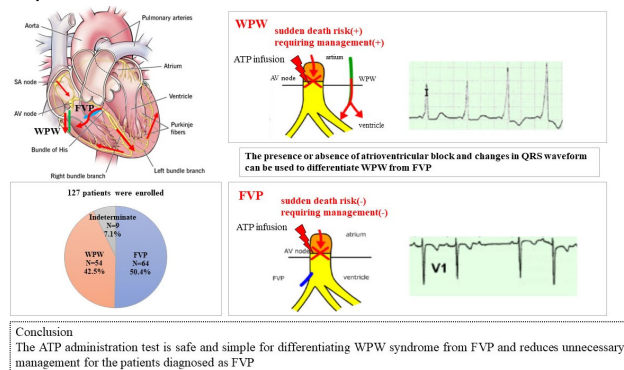 Pulmonary arteries
Aorta
Atrium
SA node
Ventricle
FVP
AV node
WPW
Purkinje
fibers
Bundle of His
Left bundle branch
Right bundle branch
WPW
sudden death risk(+)
requiring management(+)
ATP infusion
artium
AV node
WPW
ventricle
The presence or absence of atrioventricular block and changes in QRS waveform
can be used to differentiate WPW from FVP
127 patients were enrolled
Indeterminate
N=9
7.1%
WPW
N=54
42.5%
FVP
N=64
50.4%
FVP
sudden death risk(-)
requiring management(-)
ATP infusion
atrium
AV node
FVP
ventricle
V1
Conclusion
The ATP administration test is safe and simple for differentiating WPW syndrome from FVP and reduces unnecessary
management for the patients diagnosed as FVP